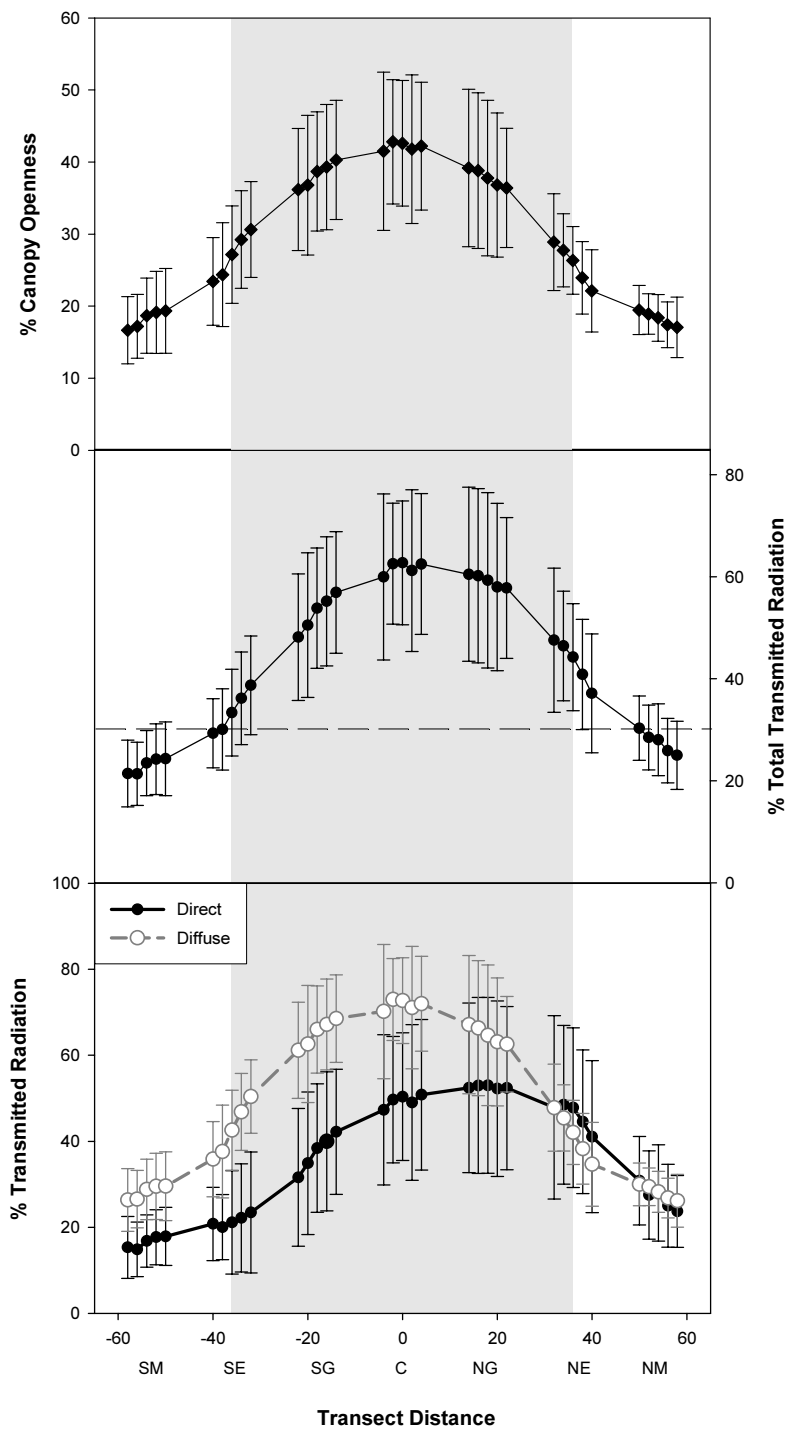 60
50
40
30
20
10
0
% Canopy Openness
80
60
40
20
0
% Total Transmitted Radiation
100
80
60
40
20
0
% Transmitted Radiation
Direct
Diffuse
-60 -40 -20 0 20 40 60
SM SE SG C NG NE NM
Transect Distance